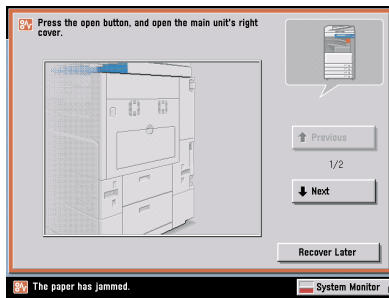 Press the open button, and open the main unit's right
cover.
Previous
1/2
Next
Recover Later
The paper has jammed.
System Monitor